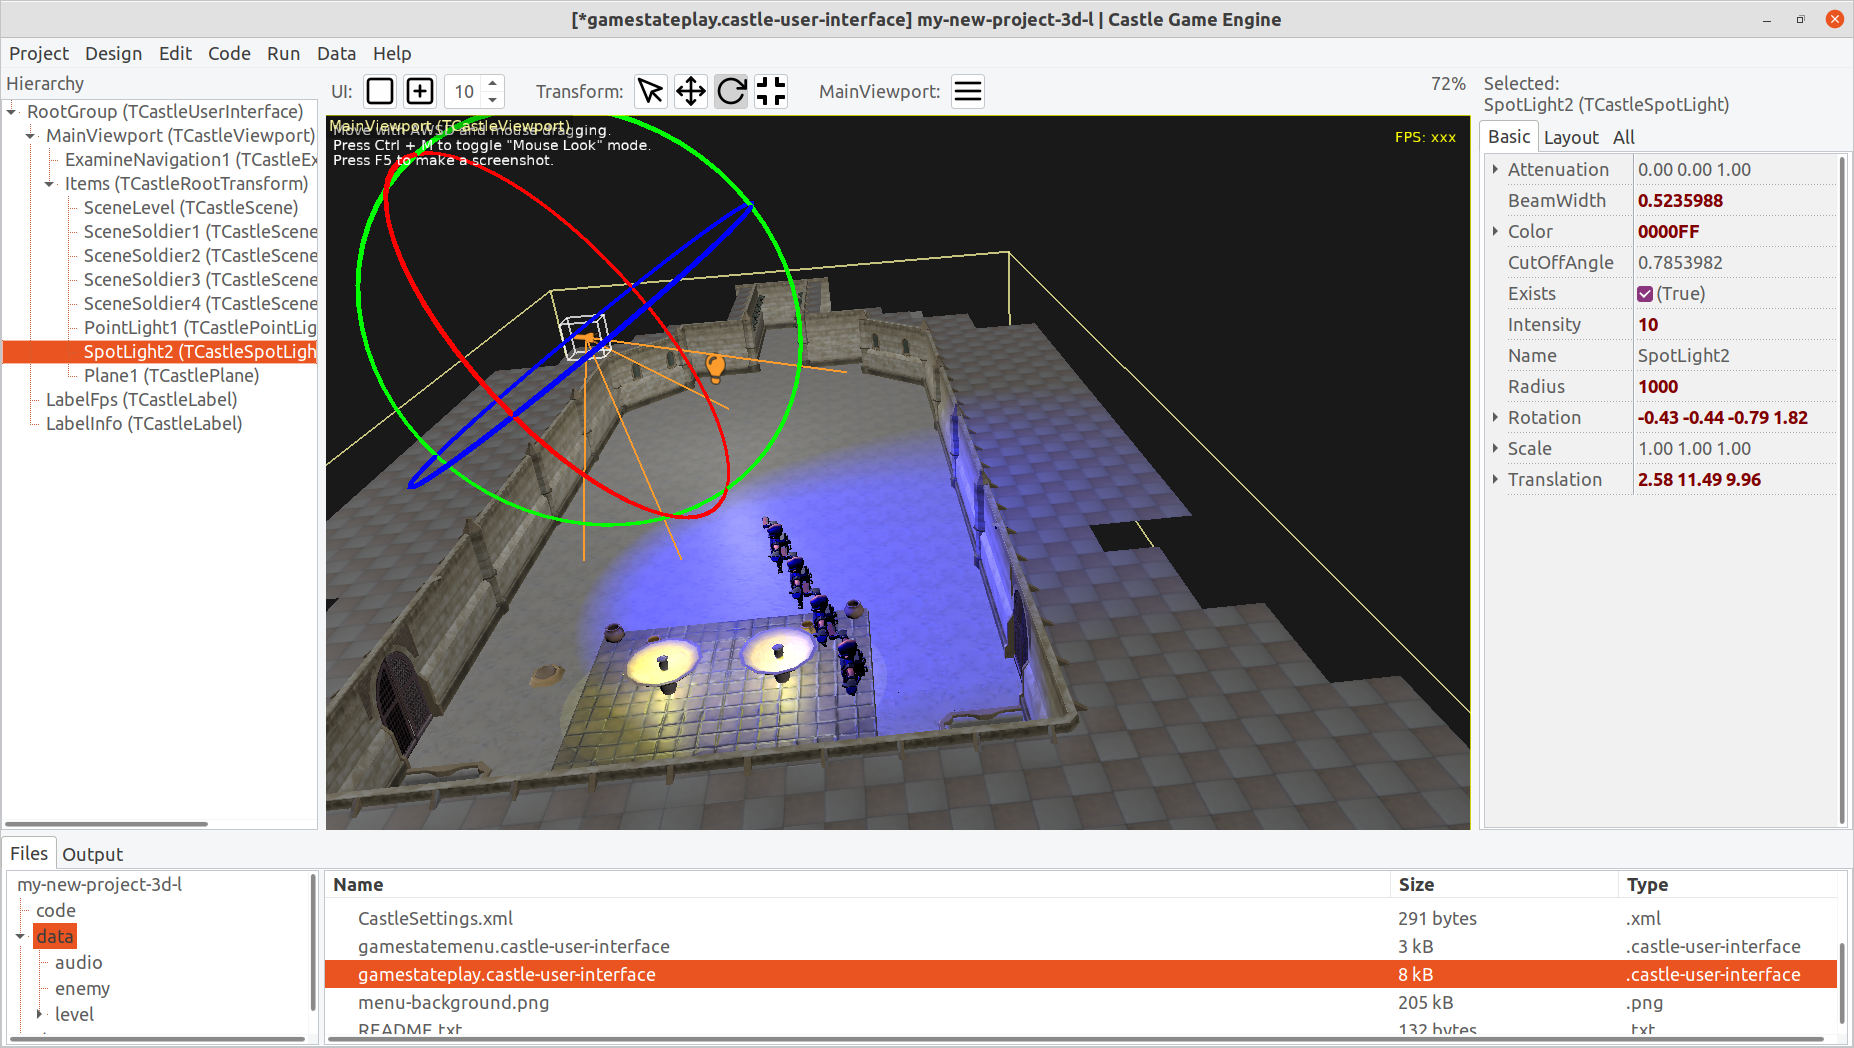 [*gamestateplay.castle-user-interface] my-new-project-3d-l | Castle Game Engine
Project Design Edit Code Run Data Help
Hierarchy
RootGroup (TCastleUserInterface)
MainViewport (TCastleViewport)
ExamineNavigation1 (TCastleEx
Items (TCastleRootTransform)
SceneLevel (TCastleScene)
SceneSoldier1 (TCastleScene
SceneSoldier2 (TCastleScene
SceneSoldier3 (TCastleScene
SceneSoldier4 (TCastleScene
PointLight1 (TCastlePointLig
SpotLight2 (TCastleSpotLigh
Plane1 (TCastlePlane)
LabelFps (TCastleLabel)
LabelInfo (TCastleLabel)
UI: 10 Transform: MainViewport: 72%
MainViewport (TCastleViewport)
Move with AWSD and mouse dragging.
Press Ctrl + M to toggle "Mouse Look" mode.
Press F5 to make a screenshot.
FPS: xxx
Selected:
SpotLight2 (TCastleSpotLight)
Basic Layout All
Attenuation 0.00 0.00 1.00
BeamWidth 0.5235988
Color 0000FF
CutOffAngle 0.7853982
Exists (True)
Intensity 10
Name SpotLight2
Radius 1000
Rotation -0.43 -0.44 -0.79 1.82
Scale 1.00 1.00 1.00
Translation 2.58 11.49 9.96
Files Output
my-new-project-3d-l
code
data
audio
enemy
level
Name Size Type
CastleSettings.xml 291 bytes .xml
gamestatemenu.castle-user-interface 3 kB .castle-user-interface
gamestateplay.castle-user-interface 8 kB .castle-user-interface
menu-background.png 205 kB .png
README.txt 132 bytes .txt